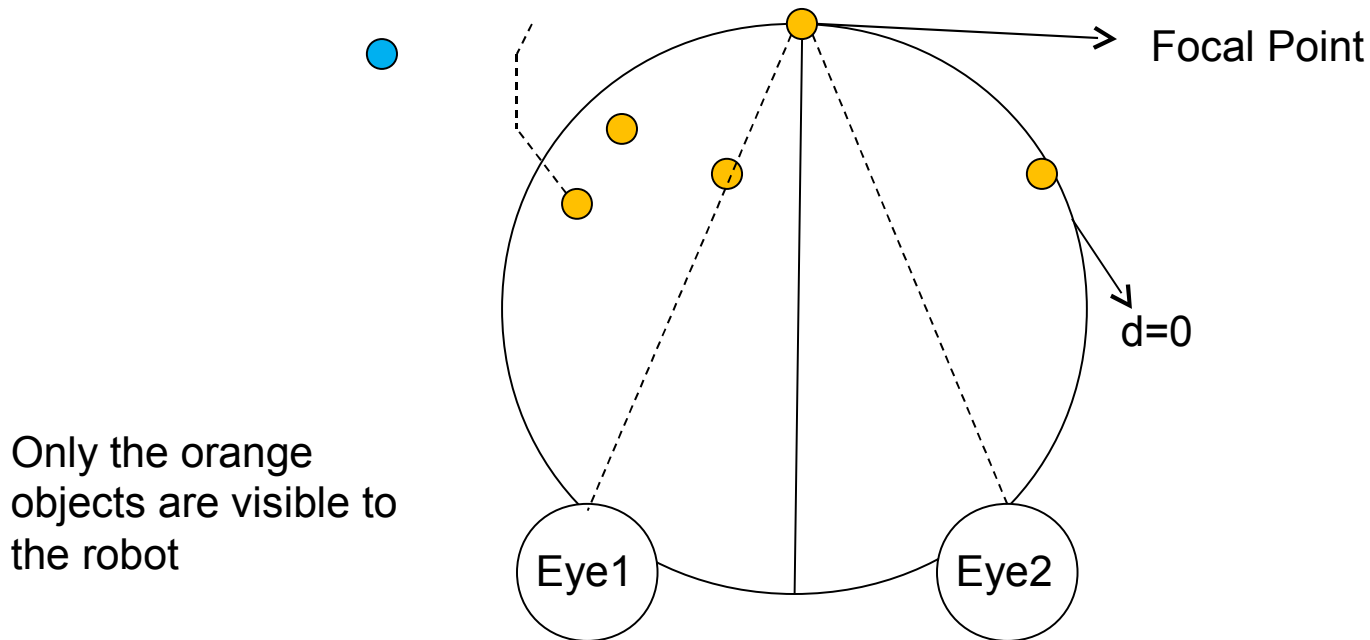 Focal Point
d=0
Only the orange
objects are visible to
the robot
Eye1
Eye2